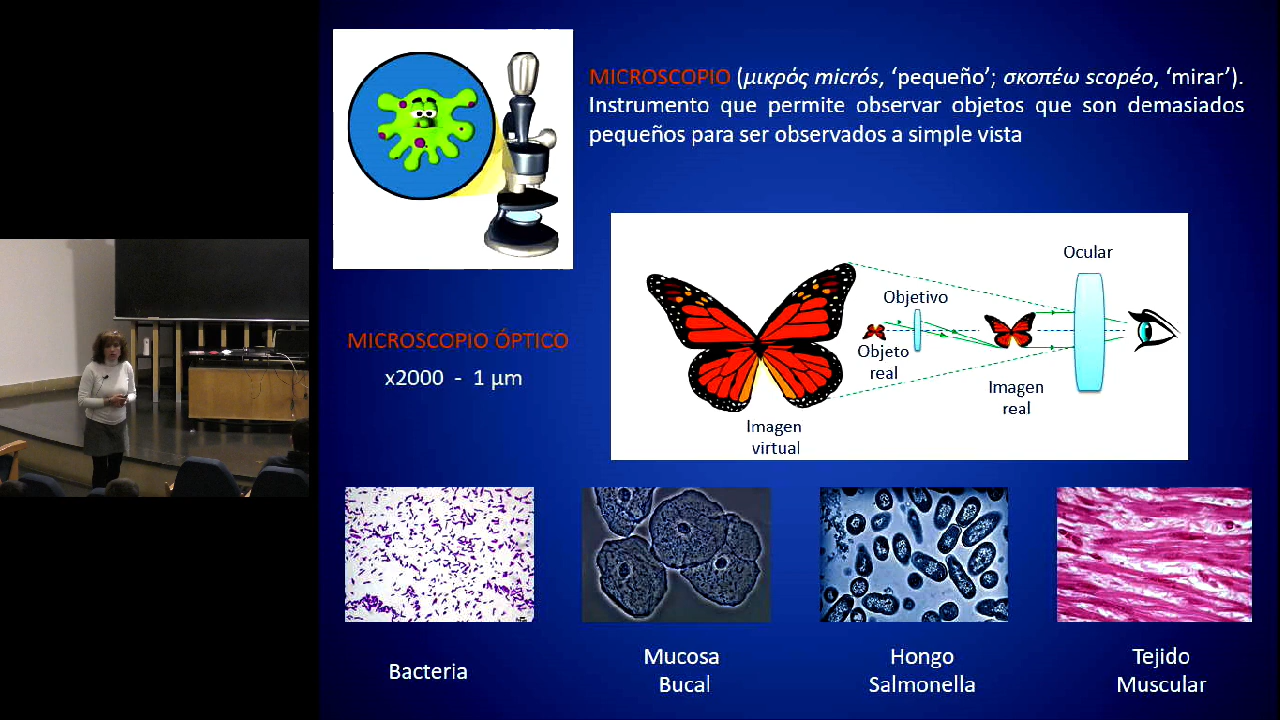 MICROSCOPIO (μικρός micrós, ‘pequeño’; σκοπέω scopéo, ‘mirar’).
Instrumento que permite observar objetos que son demasiados
pequeños para ser observados a simple vista
MICROSCOPIO ÓPTICO
x2000 - 1 μm
Ocular
Objetivo
Objeto
real
Imagen
real
Imagen
virtual
Bacteria
Mucosa
Bucal
Hongo
Salmonella
Tejido
Muscular